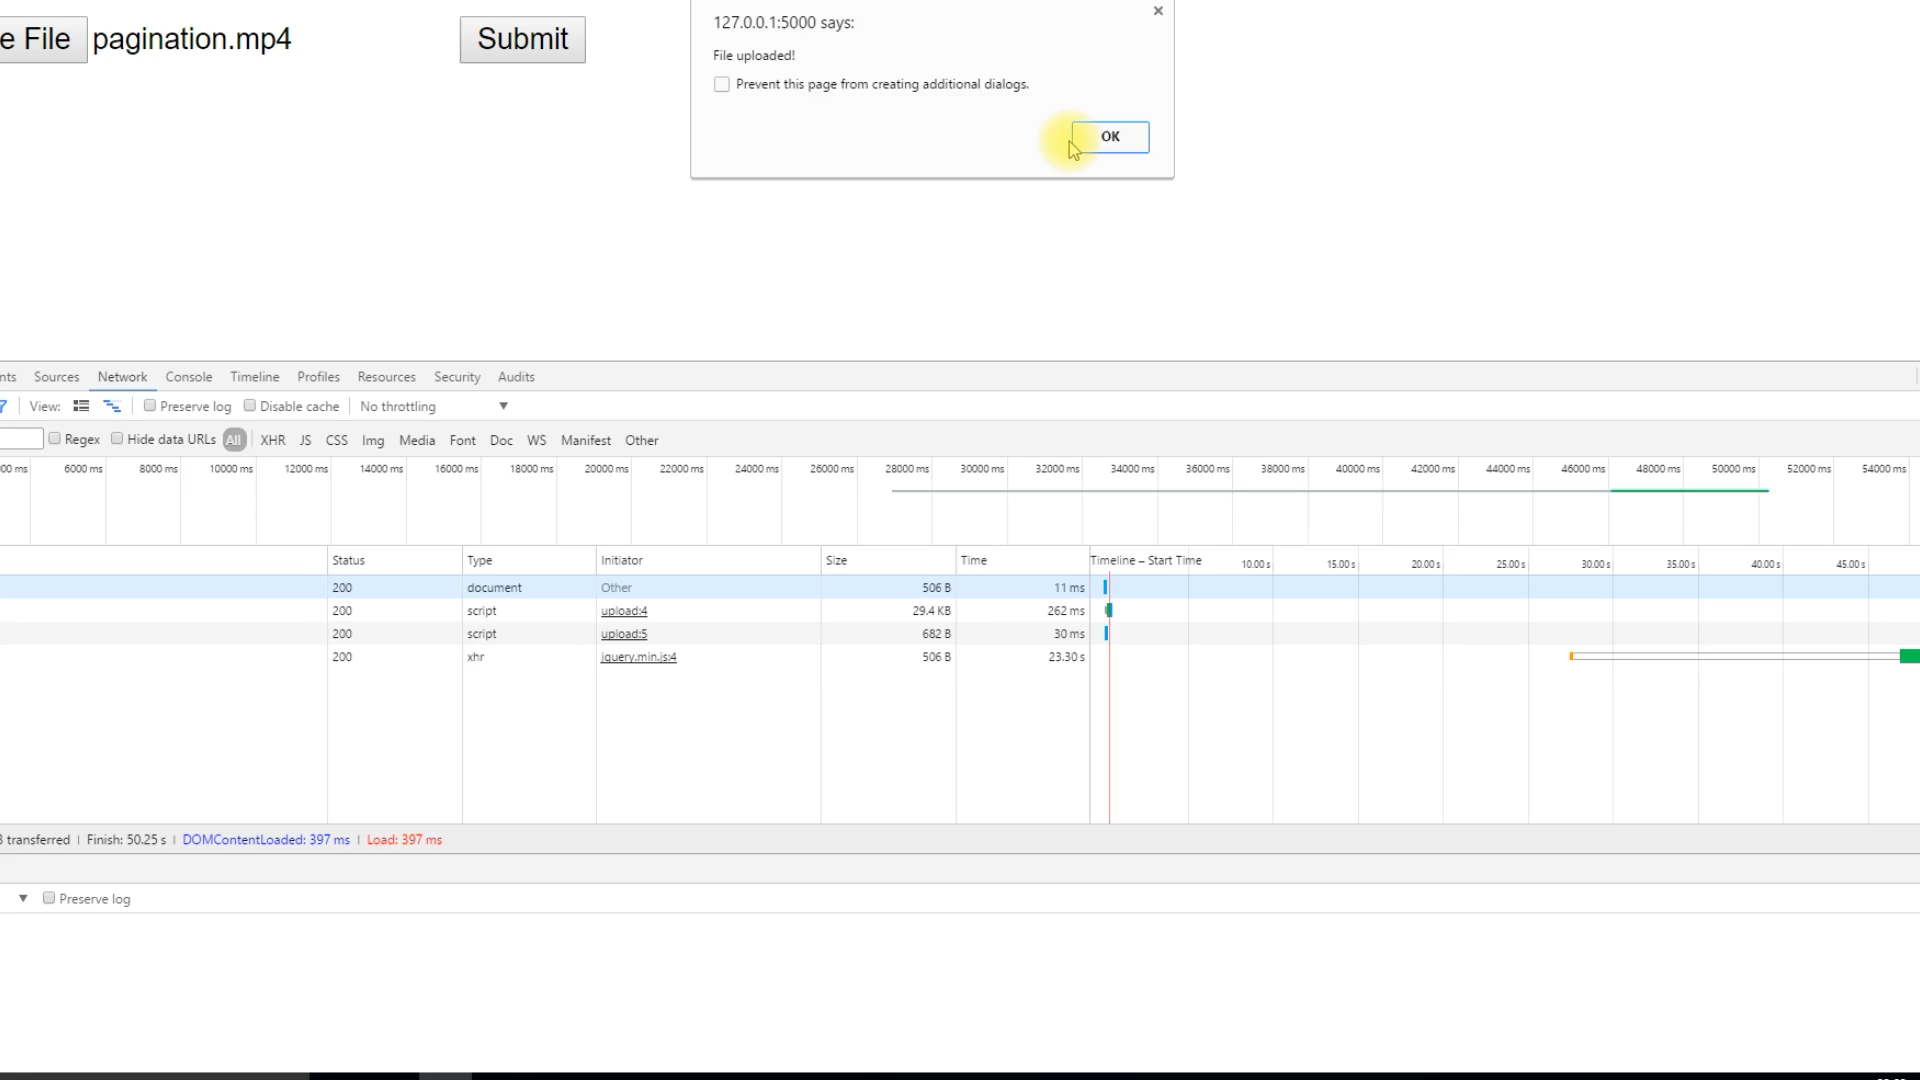 e File pagination.mp4 Submit
127.0.0.1:5000 says:
File uploaded!
Prevent this page from creating additional dialogs.
OK
nts Sources Network Console Timeline Profiles Resources Security Audits
View: Preserve log Disable cache No throttling
Regex Hide data URLs All XHR JS CSS Img Media Font Doc WS Manifest Other
00 ms 6000 ms 8000 ms 10000 ms 12000 ms 14000 ms 16000 ms 18000 ms 20000 ms 22000 ms 24000 ms 26000 ms 28000 ms 30000 ms 32000 ms 34000 ms 36000 ms 38000 ms 40000 ms 42000 ms 44000 ms 46000 ms 48000 ms 50000 ms 52000 ms 54000 ms
Status Type Initiator Size Time Timeline – Start Time 10.00 s 15.00 s 20.00 s 25.00 s 30.00 s 35.00 s 40.00 s 45.00 s
200 document Other 506 B 11 ms
200 script upload:4 29.4 KB 262 ms
200 script upload:5 682 B 30 ms
200 xhr jquery.min.js:4 506 B 23.30 s
transferred | Finish: 50.25 s | DOMContentLoaded: 397 ms | Load: 397 ms
Preserve log